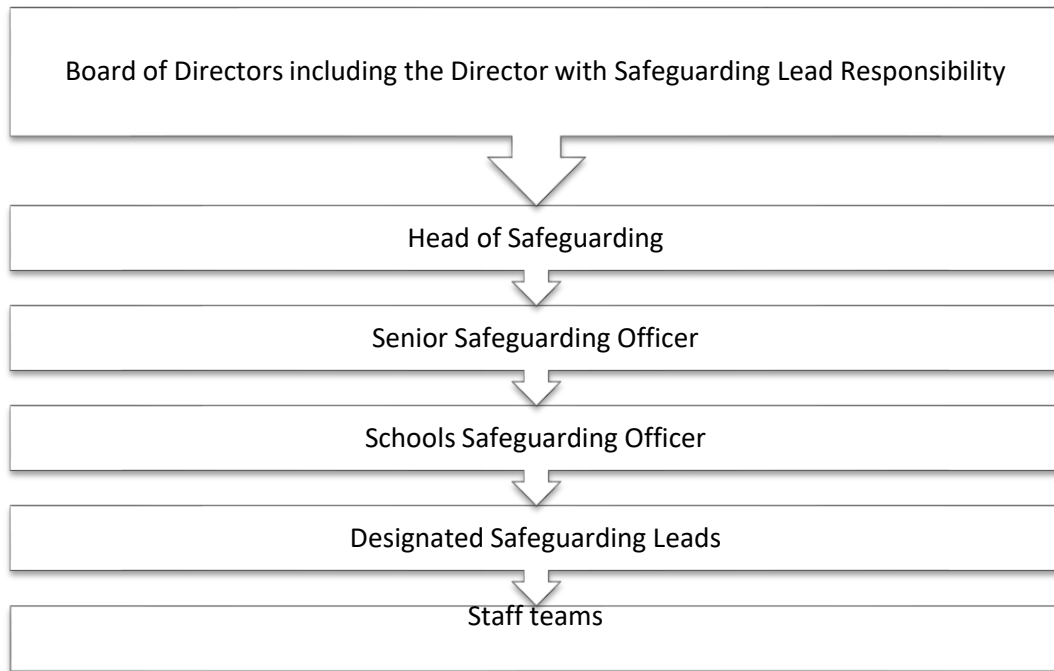 Board of Directors including the Director with Safeguarding Lead Responsibility
Head of Safeguarding
Senior Safeguarding Officer
Schools Safeguarding Officer
Designated Safeguarding Leads
Staff teams